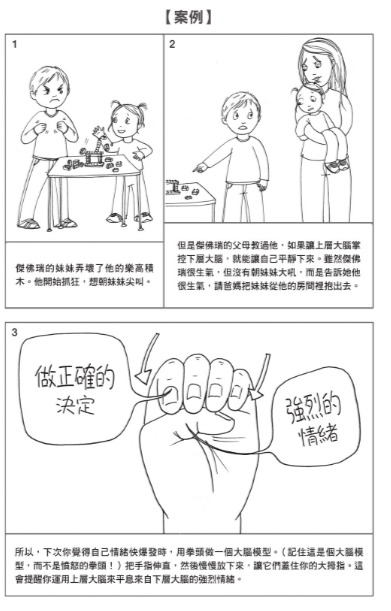 【案例】
1
傑佛瑞的妹妹弄壞了他的樂高積
木。他開始抓狂，想朝妹妹尖叫。
2
但是傑佛瑞的父母教過他，如果讓上層大腦掌
控下層大腦，就能讓自己平靜下來。雖然傑佛
瑞很生氣，但沒有朝妹妹大吼，而是告訴她他
很生氣，請爸媽把妹妹從他的房間裡抱出去。
3
做正確的
決定
強烈的
情緒
所以，下次你覺得自己情緒快爆發時，用拳頭做一個大腦模型。（記住這是個大腦模
型，而不是憤怒的拳頭！）把手指伸直，然後慢慢放下來，讓它們蓋住你的大拇指。這
會提醒你運用上層大腦來平息來自下層大腦的強烈情緒。